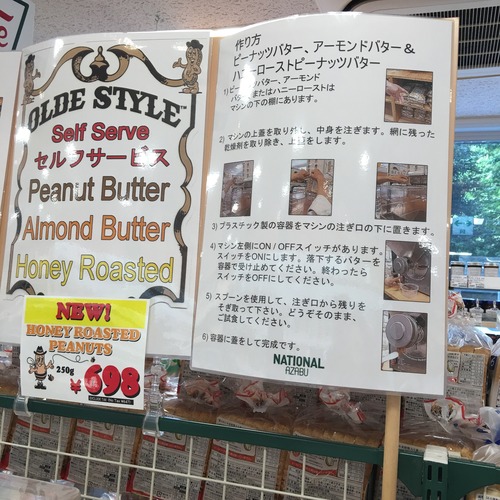 OLDE STYLE™
Self Serve
セルフサービス
Peanut Butter
Almond Butter
Honey Roasted
NEW!
HONEY ROASTED
PEANUTS
250g
¥698
作り方
ピーナッツバター、アーモンドバター＆
ハニーローストピーナッツバター
1) ピーナッツバター、アーモンド
バターまたはハニーローストは
マシンの下の棚にあります。
2) マシンの上蓋を取り外し、中身を注ぎます。網に残った
乾燥剤を取り除き、上蓋をします。
3) プラスチック製の容器をマシンの注ぎ口の下に置きます。
4) マシン左側にON / OFFスイッチがあります。
スイッチをONにします。落下するバターを
容器で受け止めてください。終わったら
スイッチをOFFにしてください。
5) スプーンを使用して、注ぎ口から残りを
そぎ取って下さい。どうぞそのまま、
ご試食してください。
6) 容器に蓋をして完成です。
NATIONAL
AZABU